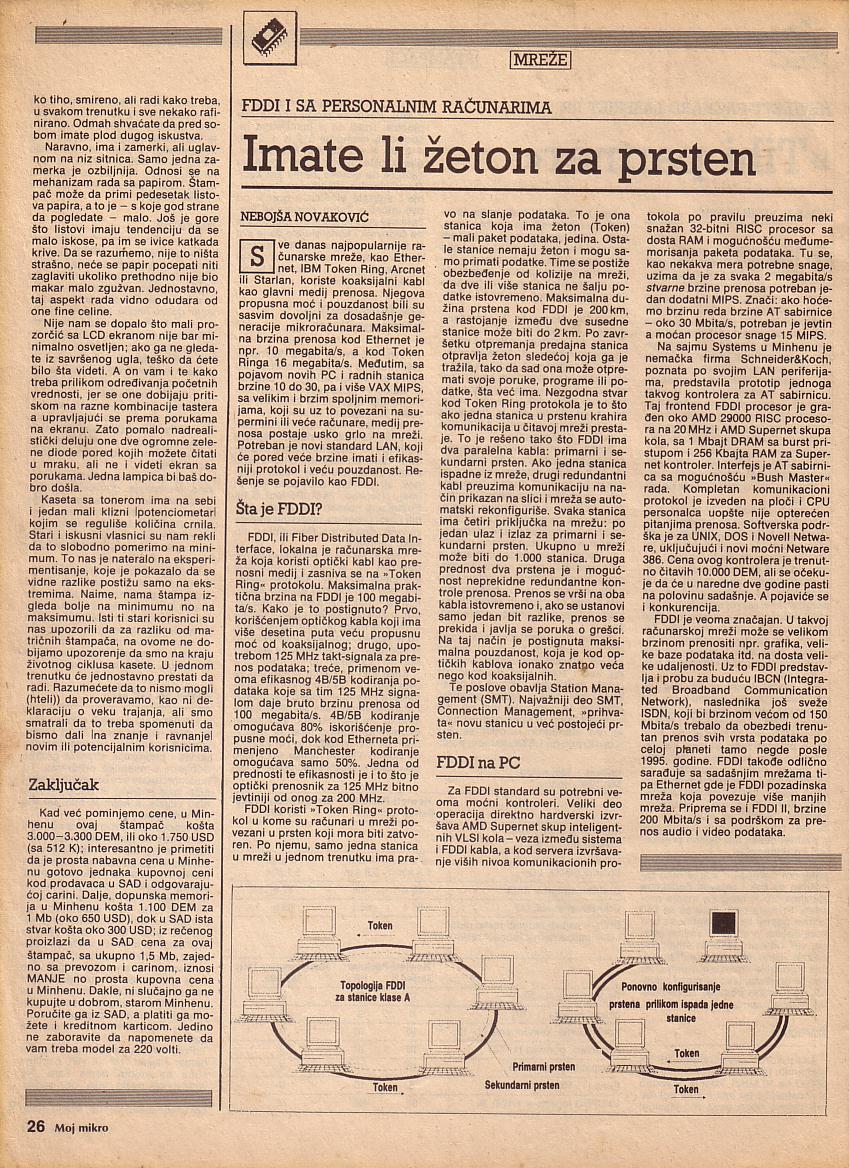 MREŽE
ko tiho, smireno, ali radi kako treba,
u svakom trenutku i sve nekako rafi-
nirano. Odmah shvaćate da pred so-
bom imate plod dugog iskustva.
Naravno, ima i zamerki, ali uglav-
nom na niz sitnica. Samo jedna za-
merka je ozbiljnija. Odnosi se na
mehanizam rada sa papirom. Štam-
pač može da primi pedesetak listo-
va papira, a to je – s koje god strane
da pogledate – malo. Još je gore
što listovi imaju tendenciju da se
malo iskose, pa im se ivice katkada
krive. Da se razumemo, nije to ništa
strašno, neće se papir pocepati niti
zaglaviti ukoliko prethodno nije bio
makar malo zgužvan. Jednostavno,
taj aspekt rada vidno odudara od
one fine celine.
Nije nam se dopalo što mali pro-
zorčić sa LCD ekranom nije bar mi-
nimalno osvetljen; ako ga ne gleda-
te iz savršenog ugla, teško da ćete
bilo šta videti. A on vam i te kako
treba prilikom određivanja početnih
vrednosti, jer se one dobijaju priti-
skom na razne kombinacije tastera
a upravljajući se prema porukama
na ekranu. Zato pomalo nadreali-
stički deluju one dve ogromne zele-
ne diode pored kojih možete čitati
u mraku, ali ne i videti ekran sa
porukama. Jedna lampica bi baš do-
bro došla.
Kaseta sa tonerom ima na sebi
i jedan mali klizni lpotenciometarl
kojim se reguliše količina crnila.
Stari i iskusni vlasnici su nam rekli
da to slobodno pomerimo na mini-
mum. To nas je nateralo na eksperi-
mentisanje, koje je pokazalo da se
vidne razlike postižu samo na eks-
tremima. Naime, nama štampa iz-
gleda bolje na minimumu no na
maksimumu. Isti ti stari korisnici su
nas upozorili da za razliku od ma-
tričnih štampača, na ovome ne do-
bijamo upozorenje da smo na kraju
životnog ciklusa kasete. U jednom
trenutku će jednostavno prestati da
radi. Razumećete da to nismo mogli
(hteli)) da proveravamo, kao ni de-
klaraciju o veku trajanja, ali smo
smatrali da to treba spomenuti da
bismo dali lna znanje i ravnanjel
novim ili potencijalnim korisnicima.
Zaključak
Kad već pominjemo cene, u Min-
henu ovaj štampač košta
3.000–3.300 DEM, ili oko 1.750 USD
(sa 512 K); interesantno je primetiti
da je prosta nabavna cena u Minhe-
nu gotovo jednaka kupovnoj ceni
kod prodavaca u SAD i odgovaraju-
ćoj carini. Dalje, dopunska memori-
ja u Minhenu košta 1.100 DEM za
1 Mb (oko 650 USD), dok u SAD ista
stvar košta oko 300 USD; iz rečenog
proizlazi da u SAD cena za ovaj
štampač, sa ukupno 1,5 Mb, zajed-
no sa prevozom i carinom, iznosi
MANJE no prosta kupovna cena
u Minhenu. Dakle, ni slučajno ga ne
kupujte u dobrom, starom Minhenu.
Poručite ga iz SAD, a platiti ga mo-
žete i kreditnom karticom. Jedino
ne zaboravite da napomenete da
vam treba model za 220 volti.
FDDI I SA PERSONALNIM RAČUNARIMA
Imate li žeton za prsten
NEBOJŠA NOVAKOVIĆ
Sve danas najpopularnije ra-
čunarske mreže, kao Ether-
net, IBM Token Ring, Arcnet
ili Starlan, koriste koaksijalni kabl
kao glavni medij prenosa. Njegova
propusna moć i pouzdanost bili su
sasvim dovoljni za dosadašnje ge-
neracije mikroračunara. Maksimal-
na brzina prenosa kod Ethernet je
npr. 10 megabita/s, a kod Token
Ringa 16 megabita/s. Međutim, sa
pojavom novih PC i radnih stanica
brzine 10 do 30, pa i više VAX MIPS,
sa velikim i brzim spoljnim memori-
jama, koji su uz to povezani na su-
permini ili veće računare, medij pre-
nosa postaje usko grlo na mreži.
Potreban je novi standard LAN, koji
će pored veće brzine imati i efikas-
niji protokol i veću pouzdanost. Re-
šenje se pojavilo kao FDDI.
Šta je FDDI?
FDDI, ili Fiber Distributed Data In-
terface, lokalna je računarska mre-
ža koja koristi optički kabl kao pre-
nosni medij i zasniva se na »Token
Ring« protokolu. Maksimalna prak-
tična brzina na FDDI je 100 megabi-
ta/s. Kako je to postignuto? Prvo,
korišćenjem optičkog kabla koji ima
više desetina puta veću propusnu
moć od koaksijalnog; drugo, upo-
trebom 125 MHz takt-signala za pre-
nos podataka; treće, primenom ve-
oma efikasnog 4B/5B kodiranja po-
dataka koje sa tim 125 MHz signa-
lom daje bruto brzinu prenosa od
100 megabita/s. 4B/5B kodiranje
omogućava 80% iskorišćenje pro-
pusne moći, dok kod Etherneta pri-
menjeno Manchester kodiranje
omogućava samo 50%. Jedna od
prednosti te efikasnosti je i to što je
optički prenosnik za 125 MHz bitno
jevtiniji od onog za 200 MHz.
FDDI koristi »Token Ring« proto-
kol u kome su računari u mreži po-
vezani u prsten koji mora biti zatvo-
ren. Po njemu, samo jedna stanica
u mreži u jednom trenutku ima pra-
vo na slanje podataka. To je ona
stanica koja ima žeton (Token)
– mali paket podataka, jedina. Osta-
le stanice nemaju žeton i mogu sa-
mo primati podatke. Time se postiže
obezbeđenje od kolizije na mreži,
da dve ili više stanica ne šalju po-
datke istovremeno. Maksimalna du-
žina prstena kod FDDI je 200 km,
a rastojanje između dve susedne
stanice može biti do 2 km. Po zavr-
šetku otpremanja predajna stanica
otpravlja žeton sledećoj koja ga je
tražila, tako da sad ona može otpre-
mati svoje poruke, programe ili po-
datke, šta već ima. Nezgodna stvar
kod Token Ring protokola je to što
ako jedna stanica u prstenu krahira
komunikacija u čitavoj mreži presta-
je. To je rešeno tako što FDDI ima
dva paralelna kabla: primarni i se-
kundarni prsten. Ako jedna stanica
ispadne iz mreže, drugi redundantni
kabl preuzima komunikaciju na na-
čin prikazan na slici i mreža se auto-
matski rekonfiguriše. Svaka stanica
ima četiri priključka na mrežu: po
jedan ulaz i izlaz za primarni i se-
kundarni prsten. Ukupno u mreži
može biti do 1.000 stanica. Druga
prednost dva prstena je i moguć-
nost neprekidne redundantne kon-
trole prenosa. Prenos se vrši na oba
kabla istovremeno i, ako se ustanovi
samo jedan bit razlike, prenos se
prekida i javlja se poruka o grešci.
Na taj način je postignuta maksi-
malna pouzdanost, koja je kod op-
tičkih kablova ionako znatno veća
nego kod koaksijalnih.
Te poslove obavlja Station Mana-
gement (SMT). Najvažniji deo SMT,
Connection Management, »prihva-
ta« novu stanicu u već postojeći pr-
sten.
FDDI na PC
Za FDDI standard su potrebni ve-
oma moćni kontroleri. Veliki deo
operacija direktno hardverski izvr-
šava AMD Supernet skup inteligent-
nih VLSI kola – veza između sistema
i FDDI kabla, a kod servera izvršava-
nje viših nivoa komunikacionih pro-
tokola po pravilu preuzima neki
snažan 32-bitni RISC procesor sa
dosta RAM i mogućnošću međume-
morisanja paketa podataka. Tu se,
kao nekakva mera potrebne snage,
uzima da je za svaka 2 megabita/s
stvarne brzine prenosa potreban je-
dan dodatni MIPS. Znači: ako hoće-
mo brzinu reda brzine AT sabirnice
– oko 30 Mbita/s, potreban je jevtin
a moćan procesor snage 15 MIPS.
Na sajmu Systems u Minhenu je
nemačka firma Schneider&Koch,
poznata po svojim LAN periferija-
ma, predstavila prototip jednoga
takvog kontrolera za AT sabirnicu.
Taj frontend FDDI procesor je gra-
đen oko AMD 29000 RISC proceso-
ra na 20 MHz i AMD Supernet skupa
kola, sa 1 Mbajt DRAM sa burst pri-
stupom i 256 Kbajta RAM za Super-
net kontroler. Interfejs je AT sabirni-
ca sa mogućnošću »Bush Master«
rada. Kompletan komunikacioni
protokol je izveden na ploči i CPU
personalca uopšte nije opterećen
pitanjima prenosa. Softverska podr-
ška je za UNIX, DOS i Novell Netwa-
re, uključujući i novi moćni Netware
386. Cena ovog kontrolera je trenut-
no čitavih 10.000 DEM, ali se očeku-
je da će u naredne dve godine pasti
na polovinu sadašnje. A pojaviće se
i konkurencija.
FDDI je veoma značajan. U takvoj
računarskoj mreži može se velikom
brzinom prenositi npr. grafika, veli-
ke baze podataka itd. na dosta veli-
ke udaljenosti. Uz to FDDI predstav-
lja i probu za buduću IBCN (Integra-
ted Broadband Communication
Network), naslednika još sveže
ISDN, koji bi brzinom većom od 150
Mbita/s trebalo da obezbedi trenu-
tan prenos svih vrsta podataka po
celoj planeti tamo negde posle
1995. godine. FDDI takođe odlično
sarađuje sa sadašnjim mrežama ti-
pa Ethernet gde je FDDI pozadinska
mreža koja povezuje više manjih
mreža. Priprema se i FDDI II, brzine
200 Mbita/s i sa podrškom za pre-
nos audio i video podataka.
Token
Topologija FDDI
za stanice klase A
Primarni prsten
Sekundarni prsten
Token
Ponovno konfigurisanje
prstena prilikom ispada jedne
stanice
Token
Token
26 Moj mikro